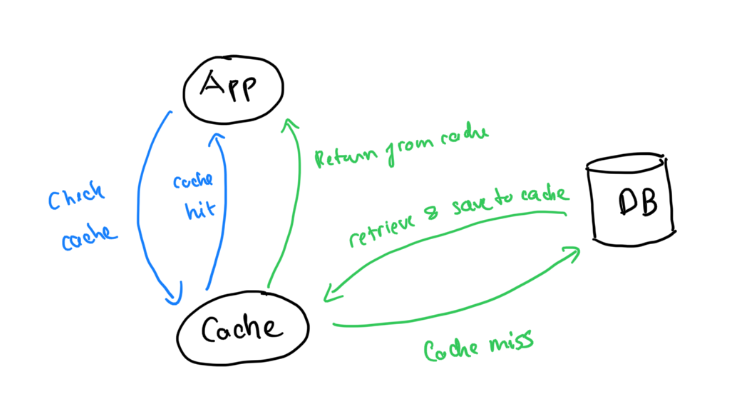 App
Return from cache
cache
hit
Check
cache
retrieve & save to cache
DB
Cache
Cache miss